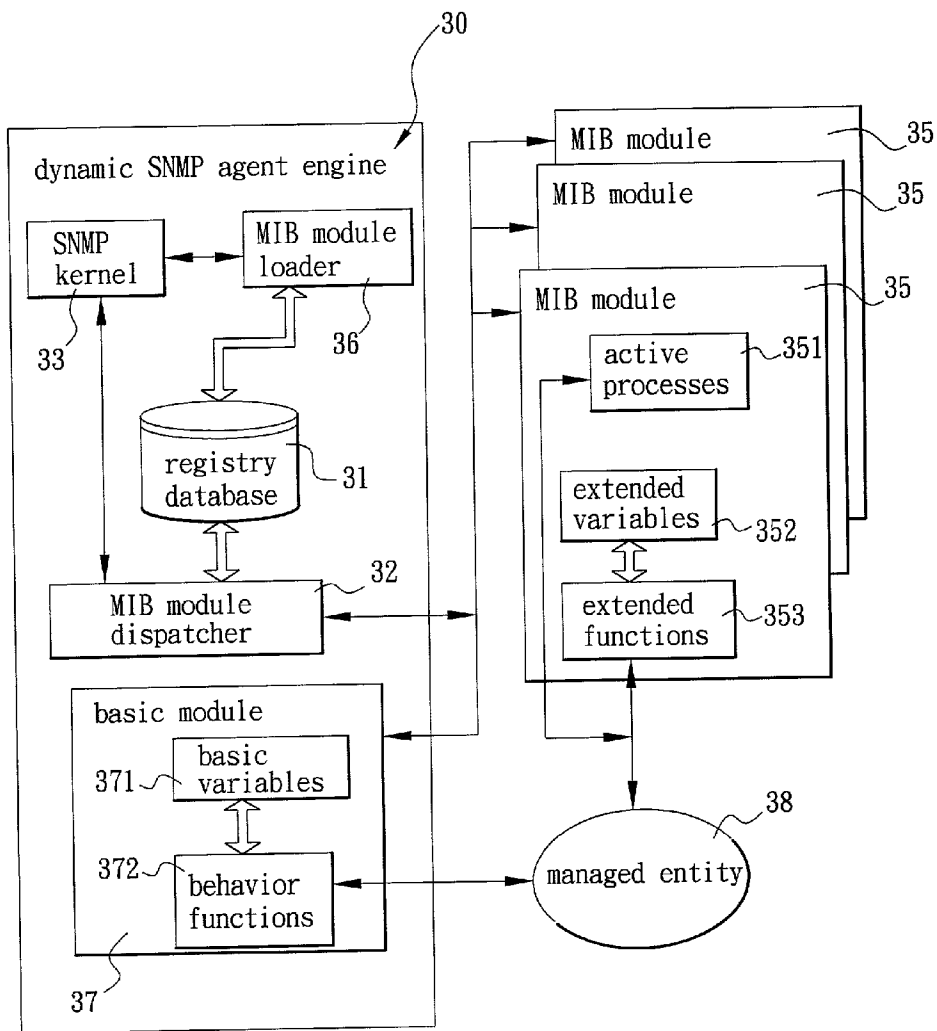 30
dynamic SNMP agent engine
SNMP
kernel
33
MIB module
loader
36
registry
database
31
MIB module
dispatcher
32
basic module
basic
variables
371
behavior
functions
372
37
MIB module
35
MIB module
35
MIB module
35
active
processes
351
extended
variables
352
extended
functions
353
managed entity
38